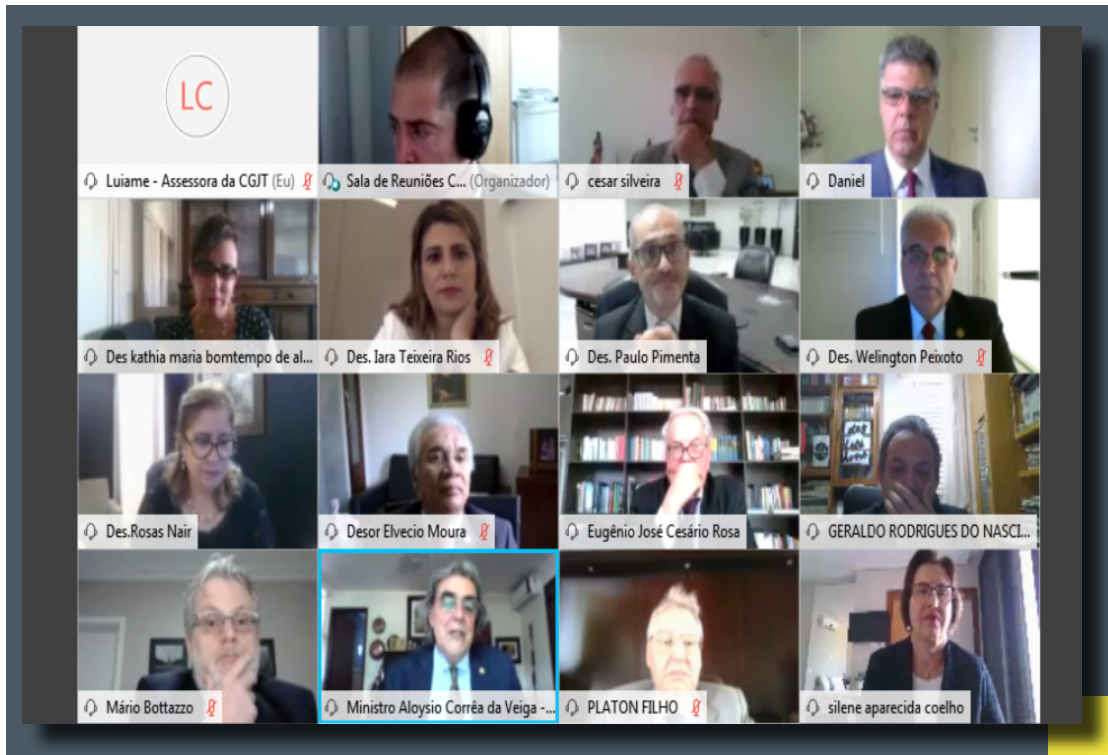 LC
Luiame - Assessora da CGJT (Eu)
Sala de Reuniões C... (Organizador)
cesar silveira
Daniel
Des kathia maria bomtempo de al...
Des. Iara Teixeira Rios
Des. Paulo Pimenta
Des. Welington Peixoto
Des.Rosas Nair
Desor Elvecio Moura
Eugênio José Cesário Rosa
GERALDO RODRIGUES DO NASCI...
Mário Bottazzo
Ministro Aloysio Corrêa da Veiga -...
PLATON FILHO
silene aparecida coelho